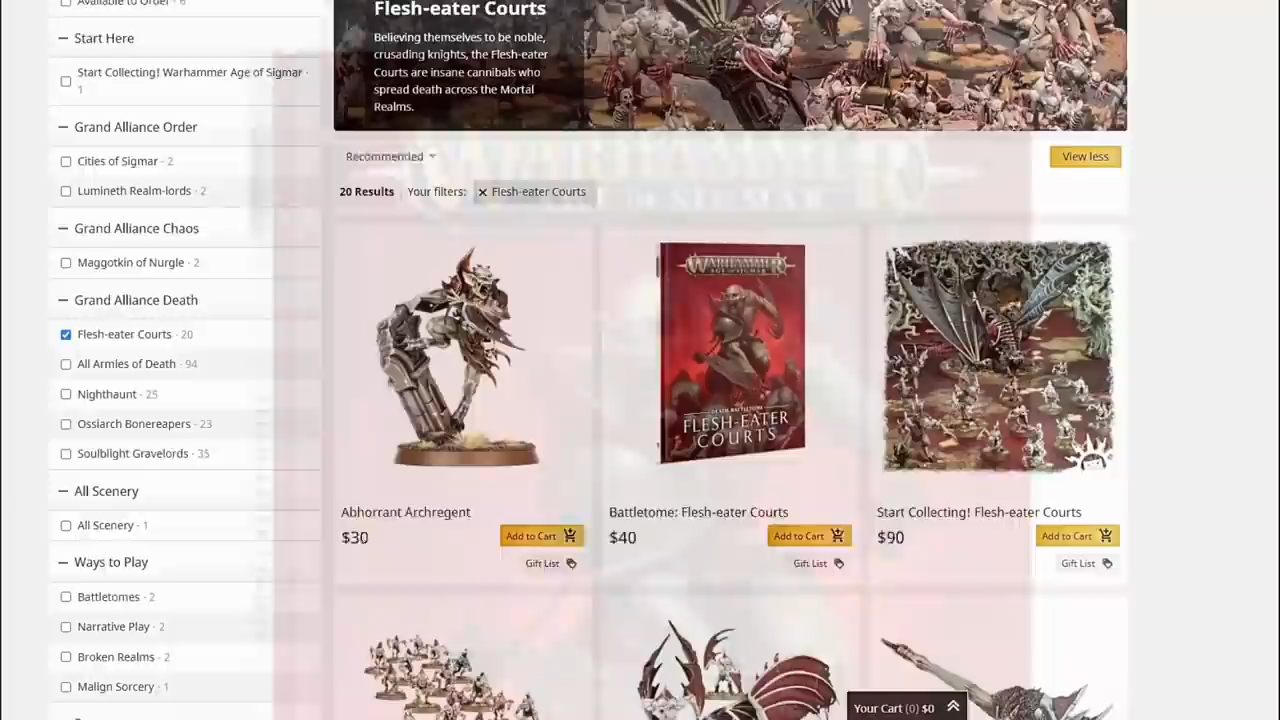 Available to Order · 6
Start Here
Start Collecting! Warhammer Age of Sigmar ·
1
Grand Alliance Order
Cities of Sigmar · 2
Lumineth Realm-lords · 2
Grand Alliance Chaos
Maggotkin of Nurgle · 2
Grand Alliance Death
Flesh-eater Courts · 20
All Armies of Death · 94
Nighthaunt · 25
Ossiarch Bonereapers · 23
Soulblight Gravelords · 35
All Scenery
All Scenery · 1
Ways to Play
Battletomes · 2
Narrative Play · 2
Broken Realms · 2
Malign Sorcery · 1
Flesh-eater Courts
Believing themselves to be noble,
crusading knights, the Flesh-eater
Courts are insane cannibals who
spread death across the Mortal
Realms.
Recommended
View less
20 Results
Your filters:
Flesh-eater Courts
WARHAMMER
AGE OF SIGMAR
DEATH BATTLETOME
FLESH-EATER
COURTS
Abhorrant Archregent
$30
Add to Cart
Gift List
Battletome: Flesh-eater Courts
$40
Add to Cart
Gift List
Start Collecting! Flesh-eater Courts
$90
Add to Cart
Gift List
Your Cart (0) $0